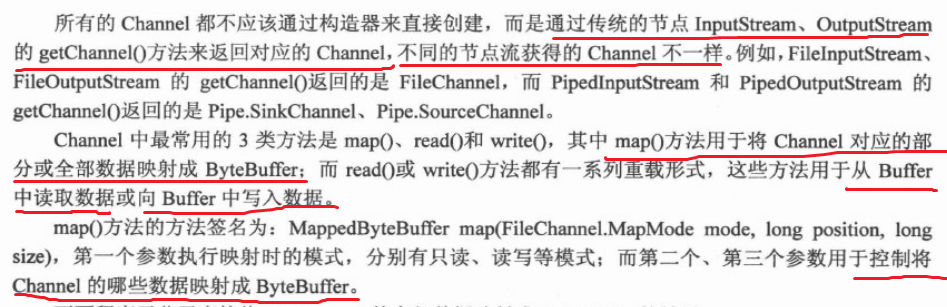 所有的 Channel 都不应该通过构造器来直接创建，而是通过传统的节点 InputStream、OutputStream
的 getChannel()方法来返回对应的 Channel，不同的节点流获得的 Channel 不一样。例如，FileInputStream、
FileOutputStream 的 getChannel()返回的是 FileChannel，而 PipedInputStream 和 PipedOutputStream 的
getChannel()返回的是 Pipe.SinkChannel、Pipe.SourceChannel。
Channel 中最常用的 3 类方法是 map()、read()和 write()，其中 map()方法用于将 Channel 对应的部
分或全部数据映射成 ByteBuffer；而 read()或 write()方法都有一系列重载形式，这些方法用于从 Buffer
中读取数据或向 Buffer 中写入数据。
map()方法的方法签名为：MappedByteBuffer map(FileChannel.MapMode mode, long position, long
size)，第一个参数执行映射时的模式，分别有只读、读写等模式；而第二个、第三个参数用于控制将
Channel 的哪些数据映射成 ByteBuffer。